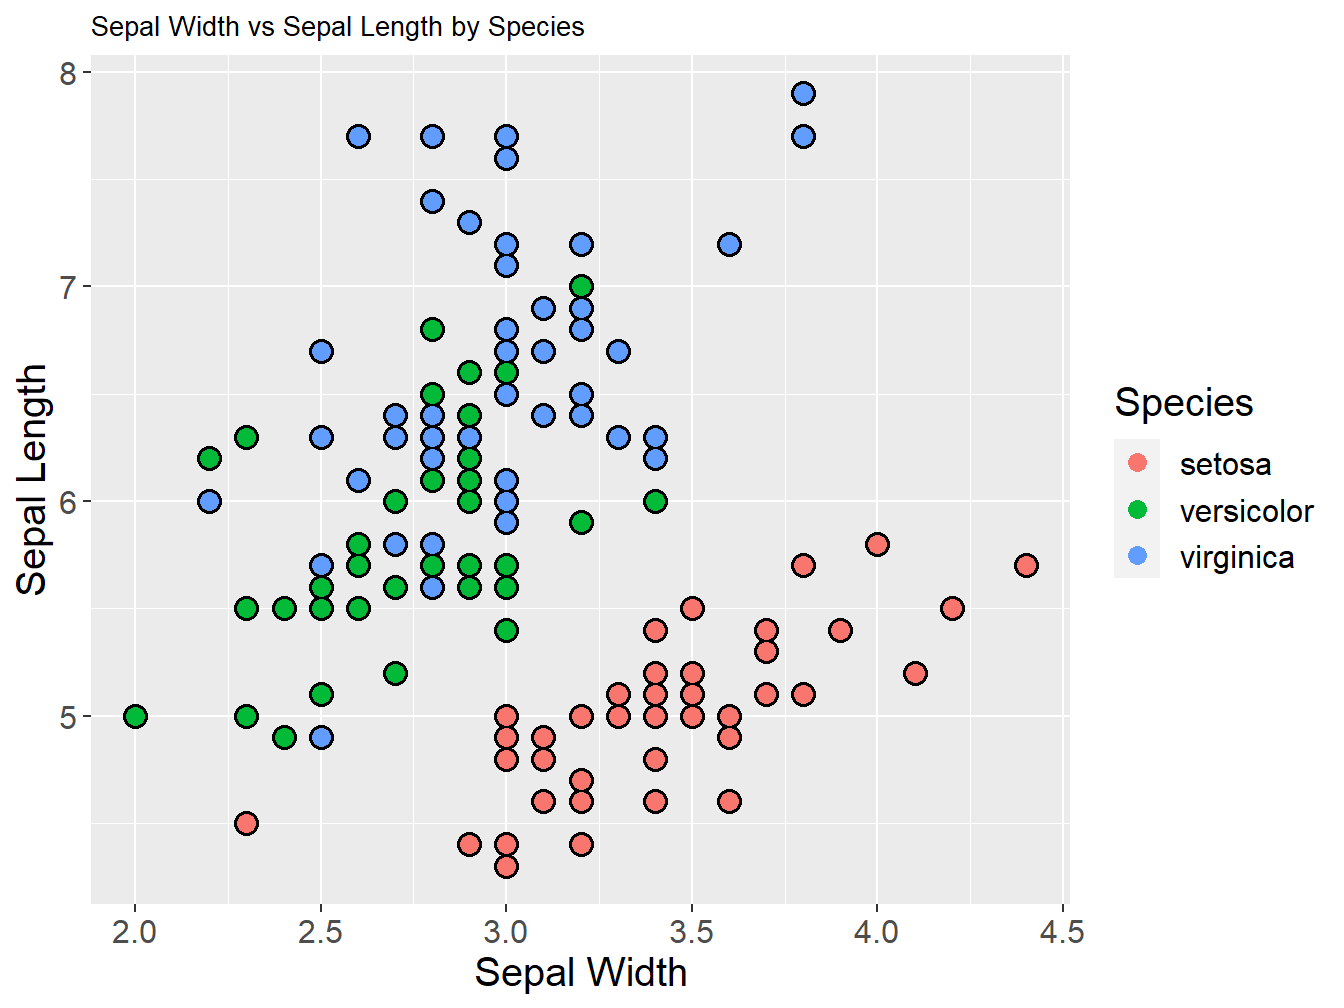 Sepal Width vs Sepal Length by Species
8
7
6
5
Sepal Length
2.0 2.5 3.0 3.5 4.0 4.5
Sepal Width
Species
setosa
versicolor
virginica